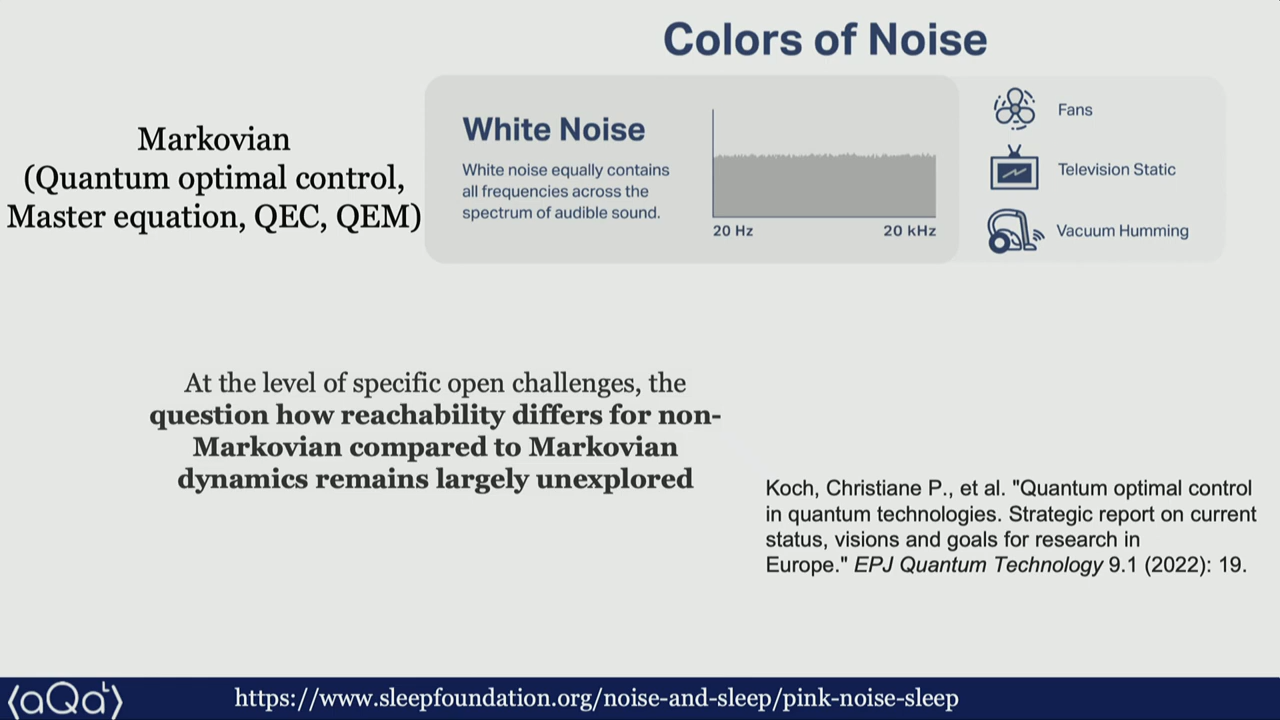 Colors of Noise
Markovian
(Quantum optimal control,
Master equation, QEC, QEM)
White Noise
White noise equally contains
all frequencies across the
spectrum of audible sound.
20 Hz
20 kHz
Fans
Television Static
Vacuum Humming
At the level of specific open challenges, the
question how reachability differs for non-
Markovian compared to Markovian
dynamics remains largely unexplored
Koch, Christiane P., et al. "Quantum optimal control
in quantum technologies. Strategic report on current
status, visions and goals for research in
Europe." EPJ Quantum Technology 9.1 (2022): 19.
⟨aQaᴸ⟩
https://www.sleepfoundation.org/noise-and-sleep/pink-noise-sleep